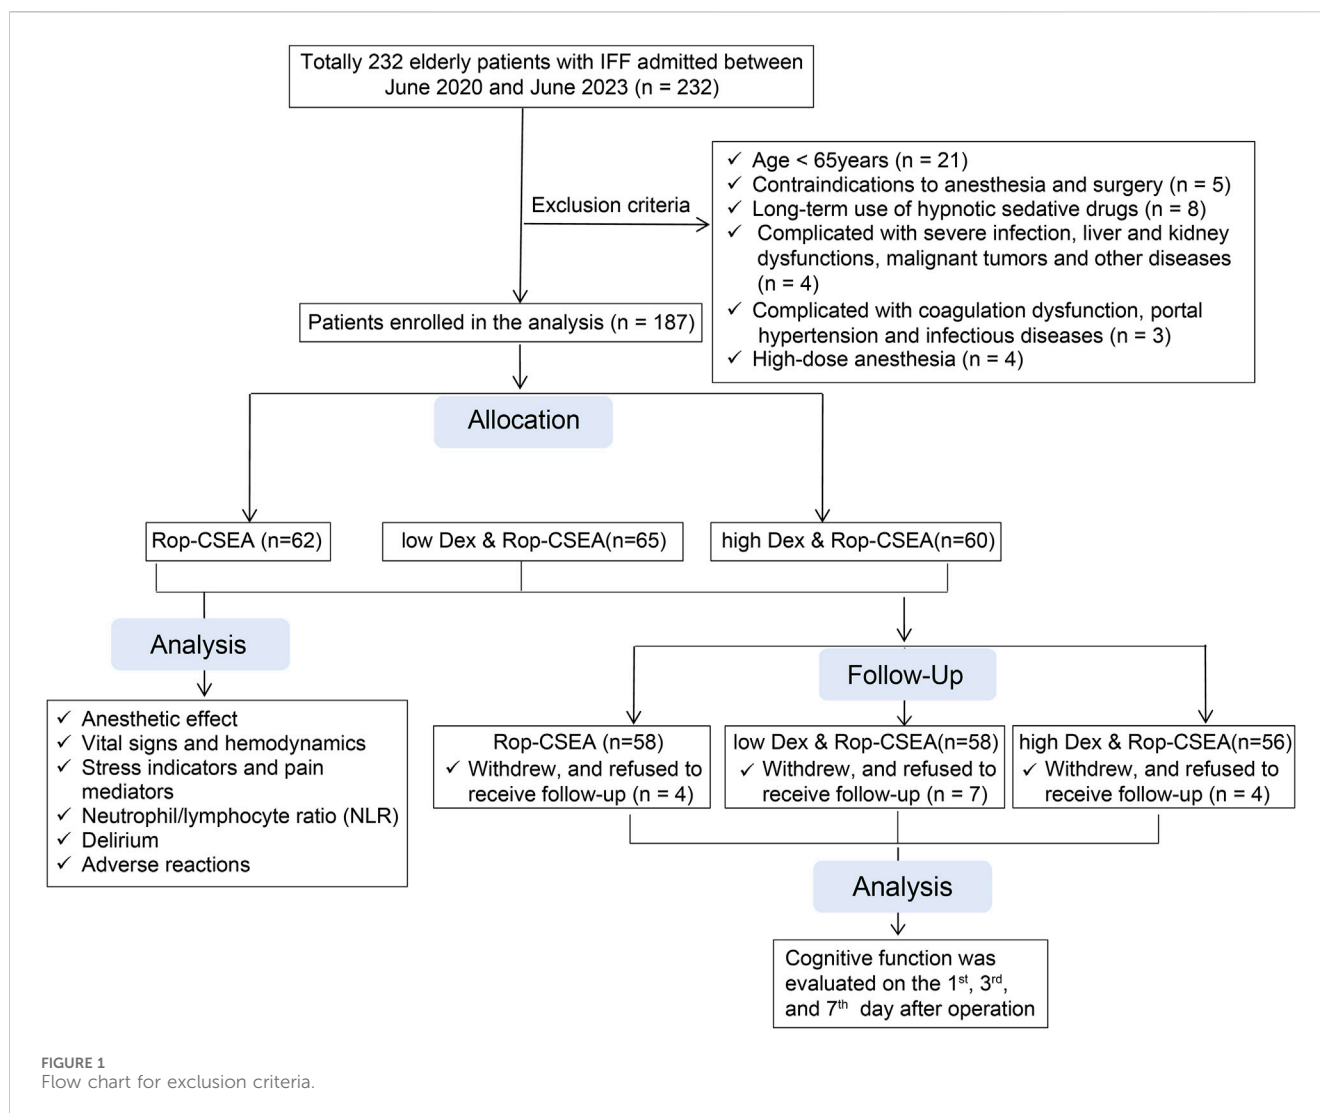 Totally 232 elderly patients with IFF admitted between
June 2020 and June 2023 (n = 232)
Exclusion criteria
✓ Age < 65years (n = 21)
✓ Contraindications to anesthesia and surgery (n = 5)
✓ Long-term use of hypnotic sedative drugs (n = 8)
✓ Complicated with severe infection, liver and kidney
dysfunctions, malignant tumors and other diseases
(n = 4)
✓ Complicated with coagulation dysfunction, portal
hypertension and infectious diseases (n = 3)
✓ High-dose anesthesia (n = 4)
Patients enrolled in the analysis (n = 187)
Allocation
Rop-CSEA (n=62)
low Dex & Rop-CSEA(n=65)
high Dex & Rop-CSEA(n=60)
Analysis
✓ Anesthetic effect
✓ Vital signs and hemodynamics
✓ Stress indicators and pain
mediators
✓ Neutrophil/lymphocyte ratio (NLR)
✓ Delirium
✓ Adverse reactions
Follow-Up
Rop-CSEA (n=58)
✓ Withdrew, and refused to
receive follow-up (n = 4)
low Dex & Rop-CSEA(n=58)
✓ Withdrew, and refused to
receive follow-up (n = 7)
high Dex & Rop-CSEA(n=56)
✓ Withdrew, and refused to
receive follow-up (n = 4)
Analysis
Cognitive function was
evaluated on the 1st, 3rd,
and 7th day after operation
FIGURE 1
Flow chart for exclusion criteria.